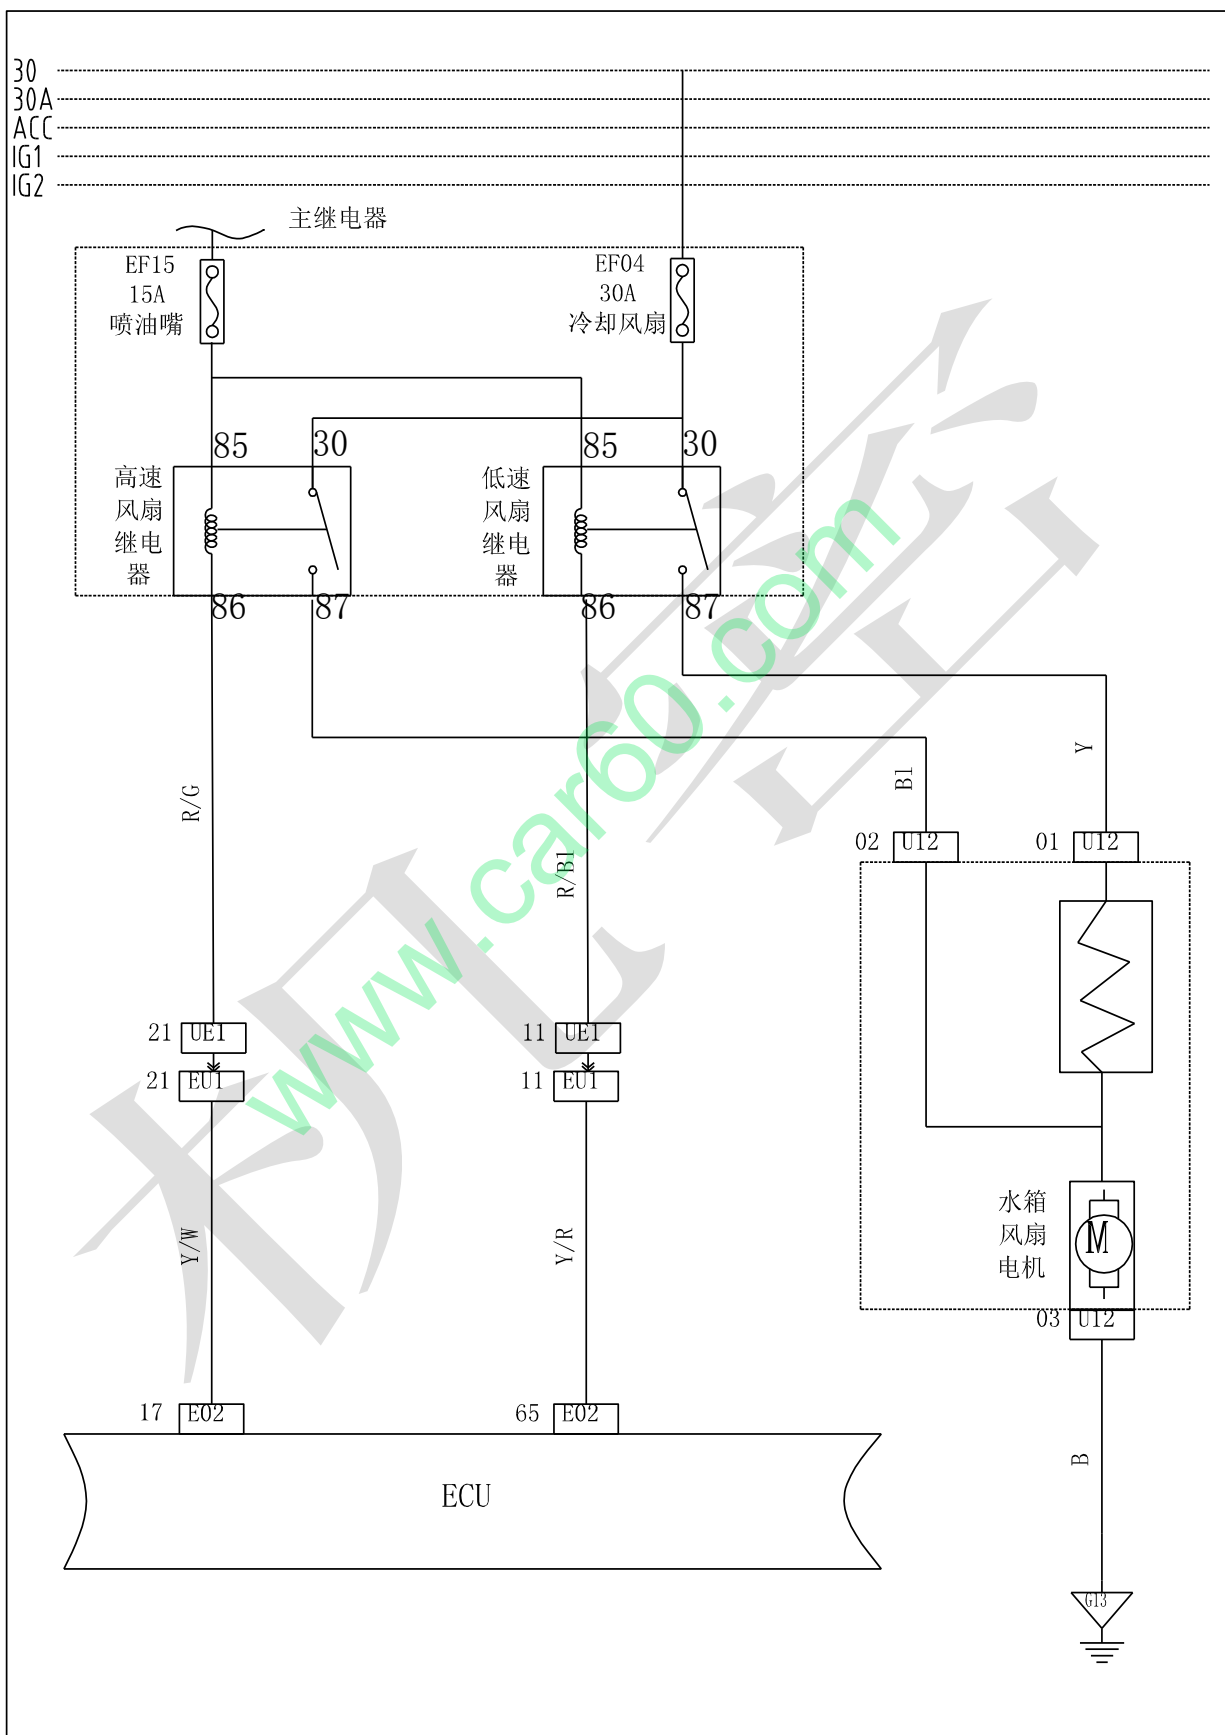 30
30A
ACC
IG1
IG2
主继电器
EF15
15A
喷油嘴
EF04
30A
冷却风扇
85
30
85
30
高速
风扇
继电
器
低速
风扇
继电
器
86
87
86
87
R/G
R/Bl
Bl
Y
02
U12
01
U12
21
UE1
11
UE1
21
EU1
11
EU1
Y/W
Y/R
水箱
风扇
电机
M
03
U12
17
E02
65
E02
ECU
B
G13
www.car60.com